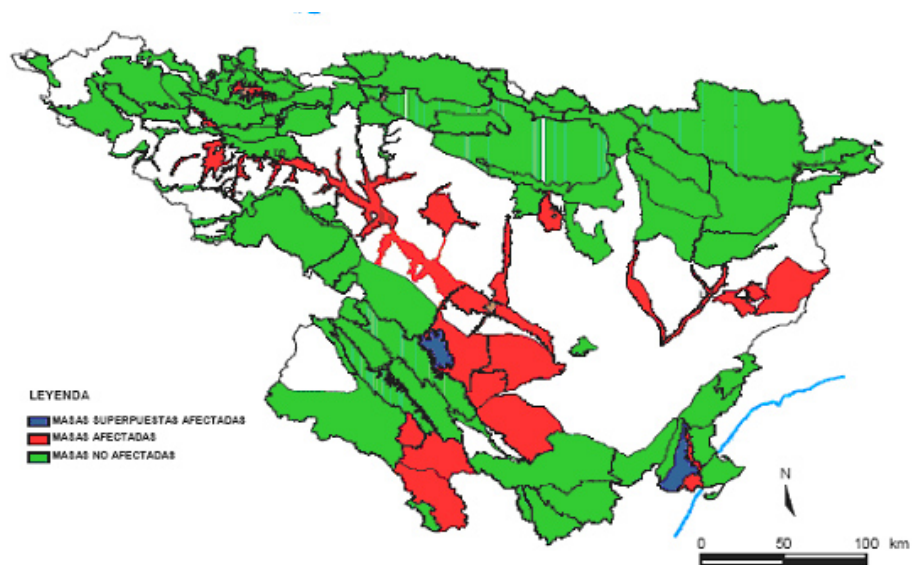 LEYENDA
MASAS SUPERPUESTAS AFECTADAS
MASAS AFECTADAS
MASAS NO AFECTADAS
N
0 50 100 km